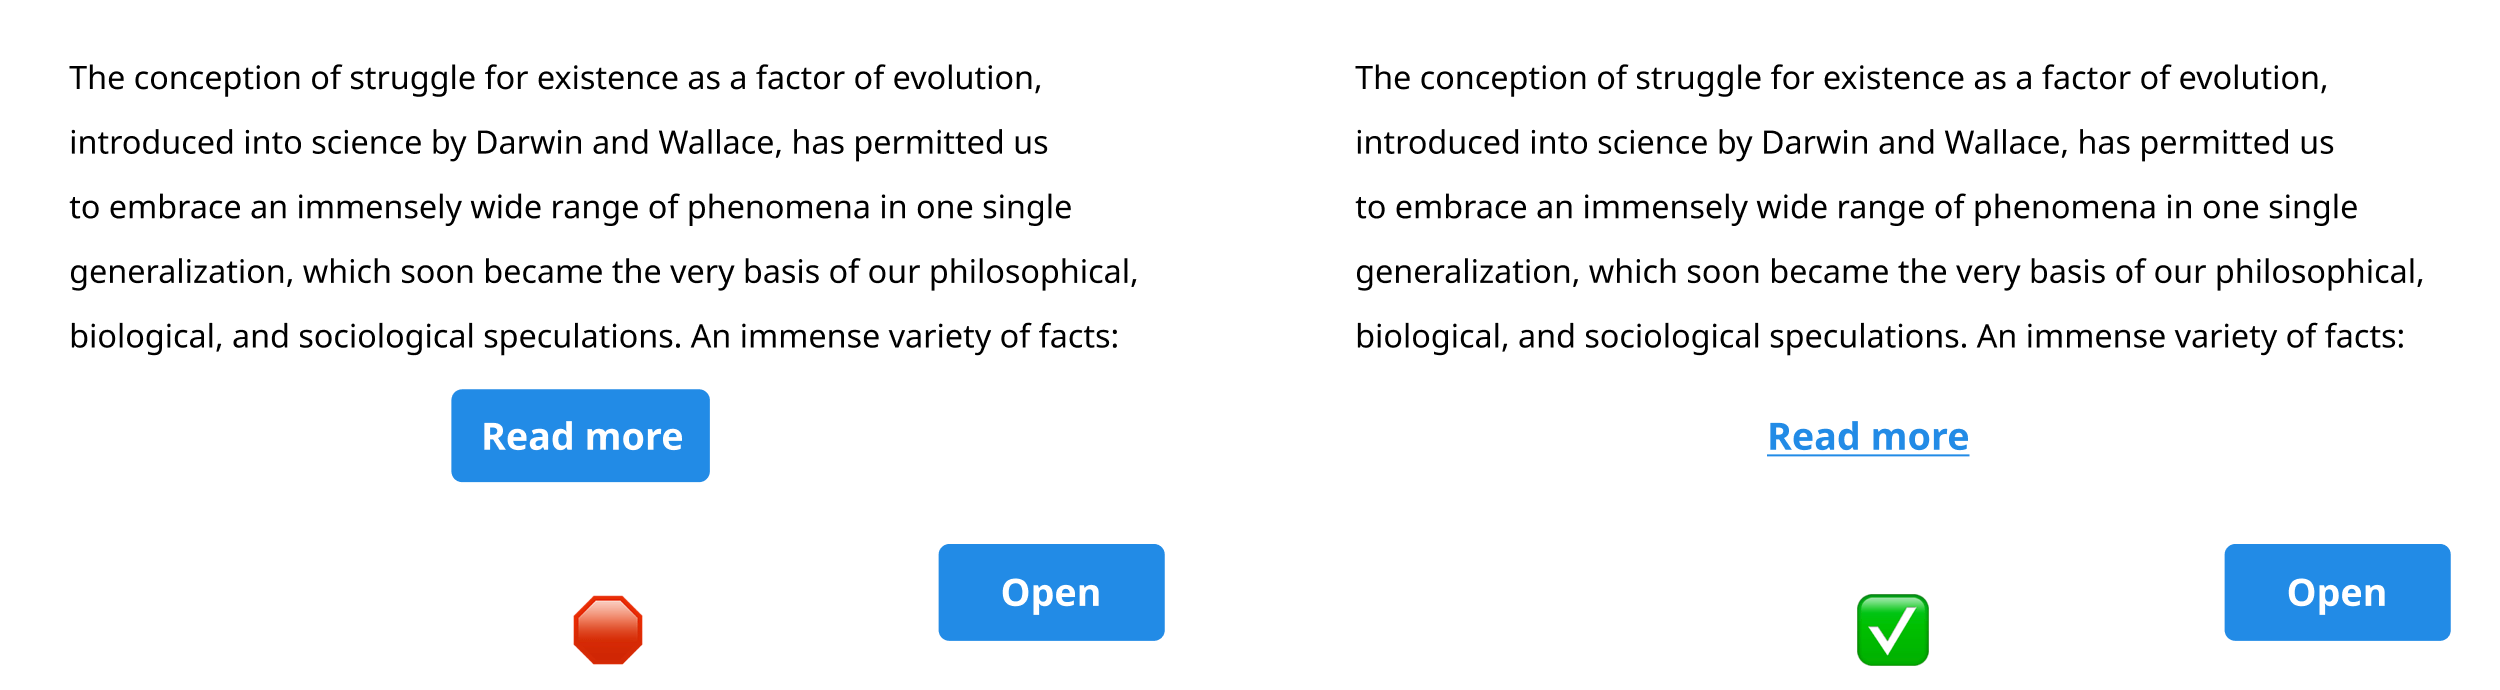 The conception of struggle for existence as a factor of evolution,
introduced into science by Darwin and Wallace, has permitted us
to embrace an immensely wide range of phenomena in one single
generalization, which soon became the very basis of our philosophical,
biological, and sociological speculations. An immense variety of facts:
Read more
Open
The conception of struggle for existence as a factor of evolution,
introduced into science by Darwin and Wallace, has permitted us
to embrace an immensely wide range of phenomena in one single
generalization, which soon became the very basis of our philosophical,
biological, and sociological speculations. An immense variety of facts:
Read more
Open